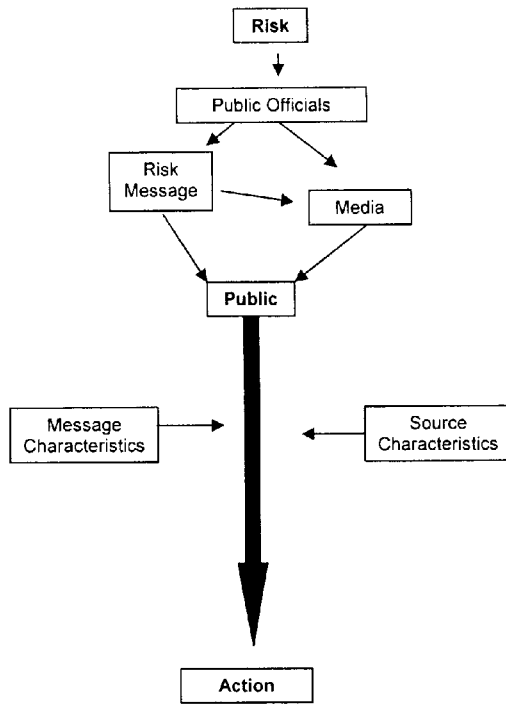 Risk
Public Officials
Risk
Message
Media
Public
Message
Characteristics
Source
Characteristics
Action